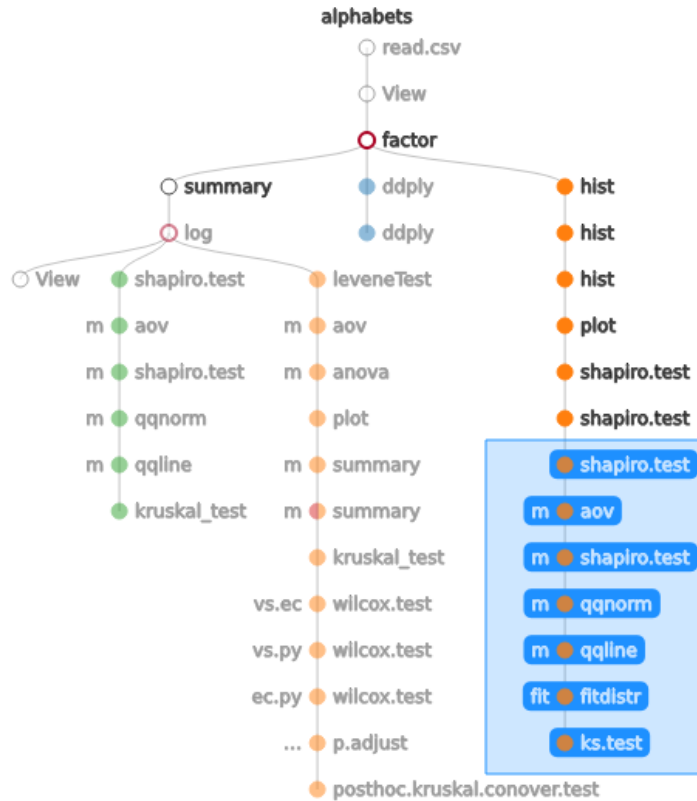 alphabets
read.csv
View
factor
summary ddply hist
log ddply hist
View shapiro.test leveneTest hist
m aov m aov plot
m shapiro.test m anova shapiro.test
m qqnorm plot shapiro.test
m qqline m summary shapiro.test
kruskal_test m summary m aov
kruskal_test m shapiro.test
vs.ec wilcox.test m qqnorm
vs.py wilcox.test m qqline
ec.py wilcox.test fit fitdistr
... p.adjust ks.test
posthoc.kruskal.conover.test